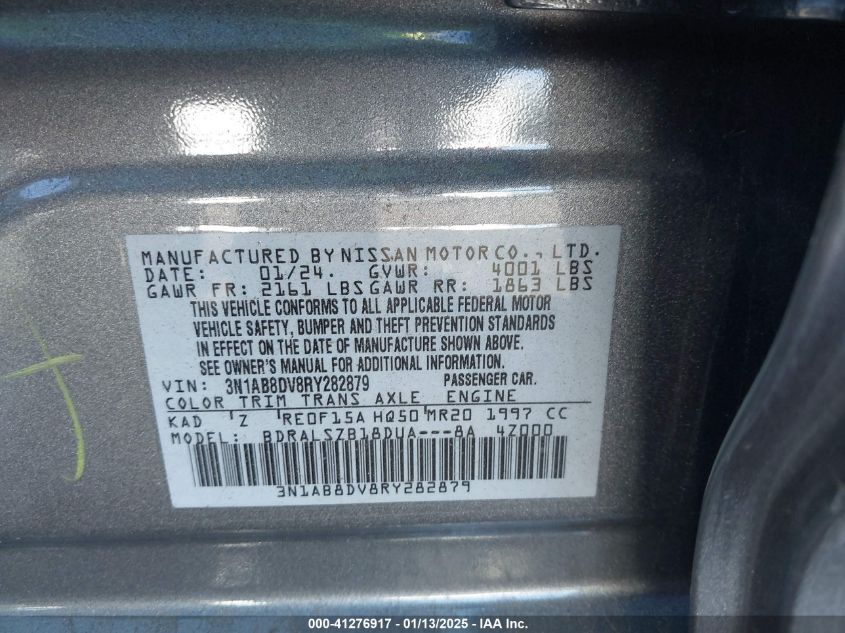 MANUFACTURED BY NISSAN MOTOR CO., LTD.
DATE: 01/24. GVWR: 4001 LBS
GAWR FR: 2161 LBS GAWR RR: 1863 LBS
THIS VEHICLE CONFORMS TO ALL APPLICABLE FEDERAL MOTOR
VEHICLE SAFETY, BUMPER AND THEFT PREVENTION STANDARDS
IN EFFECT ON THE DATE OF MANUFACTURE SHOWN ABOVE.
SEE OWNER'S MANUAL FOR ADDITIONAL INFORMATION.
VIN: 3N1AB8DV8RY282879 PASSENGER CAR.
COLOR TRIM TRANS AXLE ENGINE
KAD Z RE0F15A HQ50 MR20 1997 CC
MODEL: BDRALSZB18DUA---8A 4Z000
3N1AB8DV8RY282879
000-41276917 - 01/13/2025 - IAA Inc.